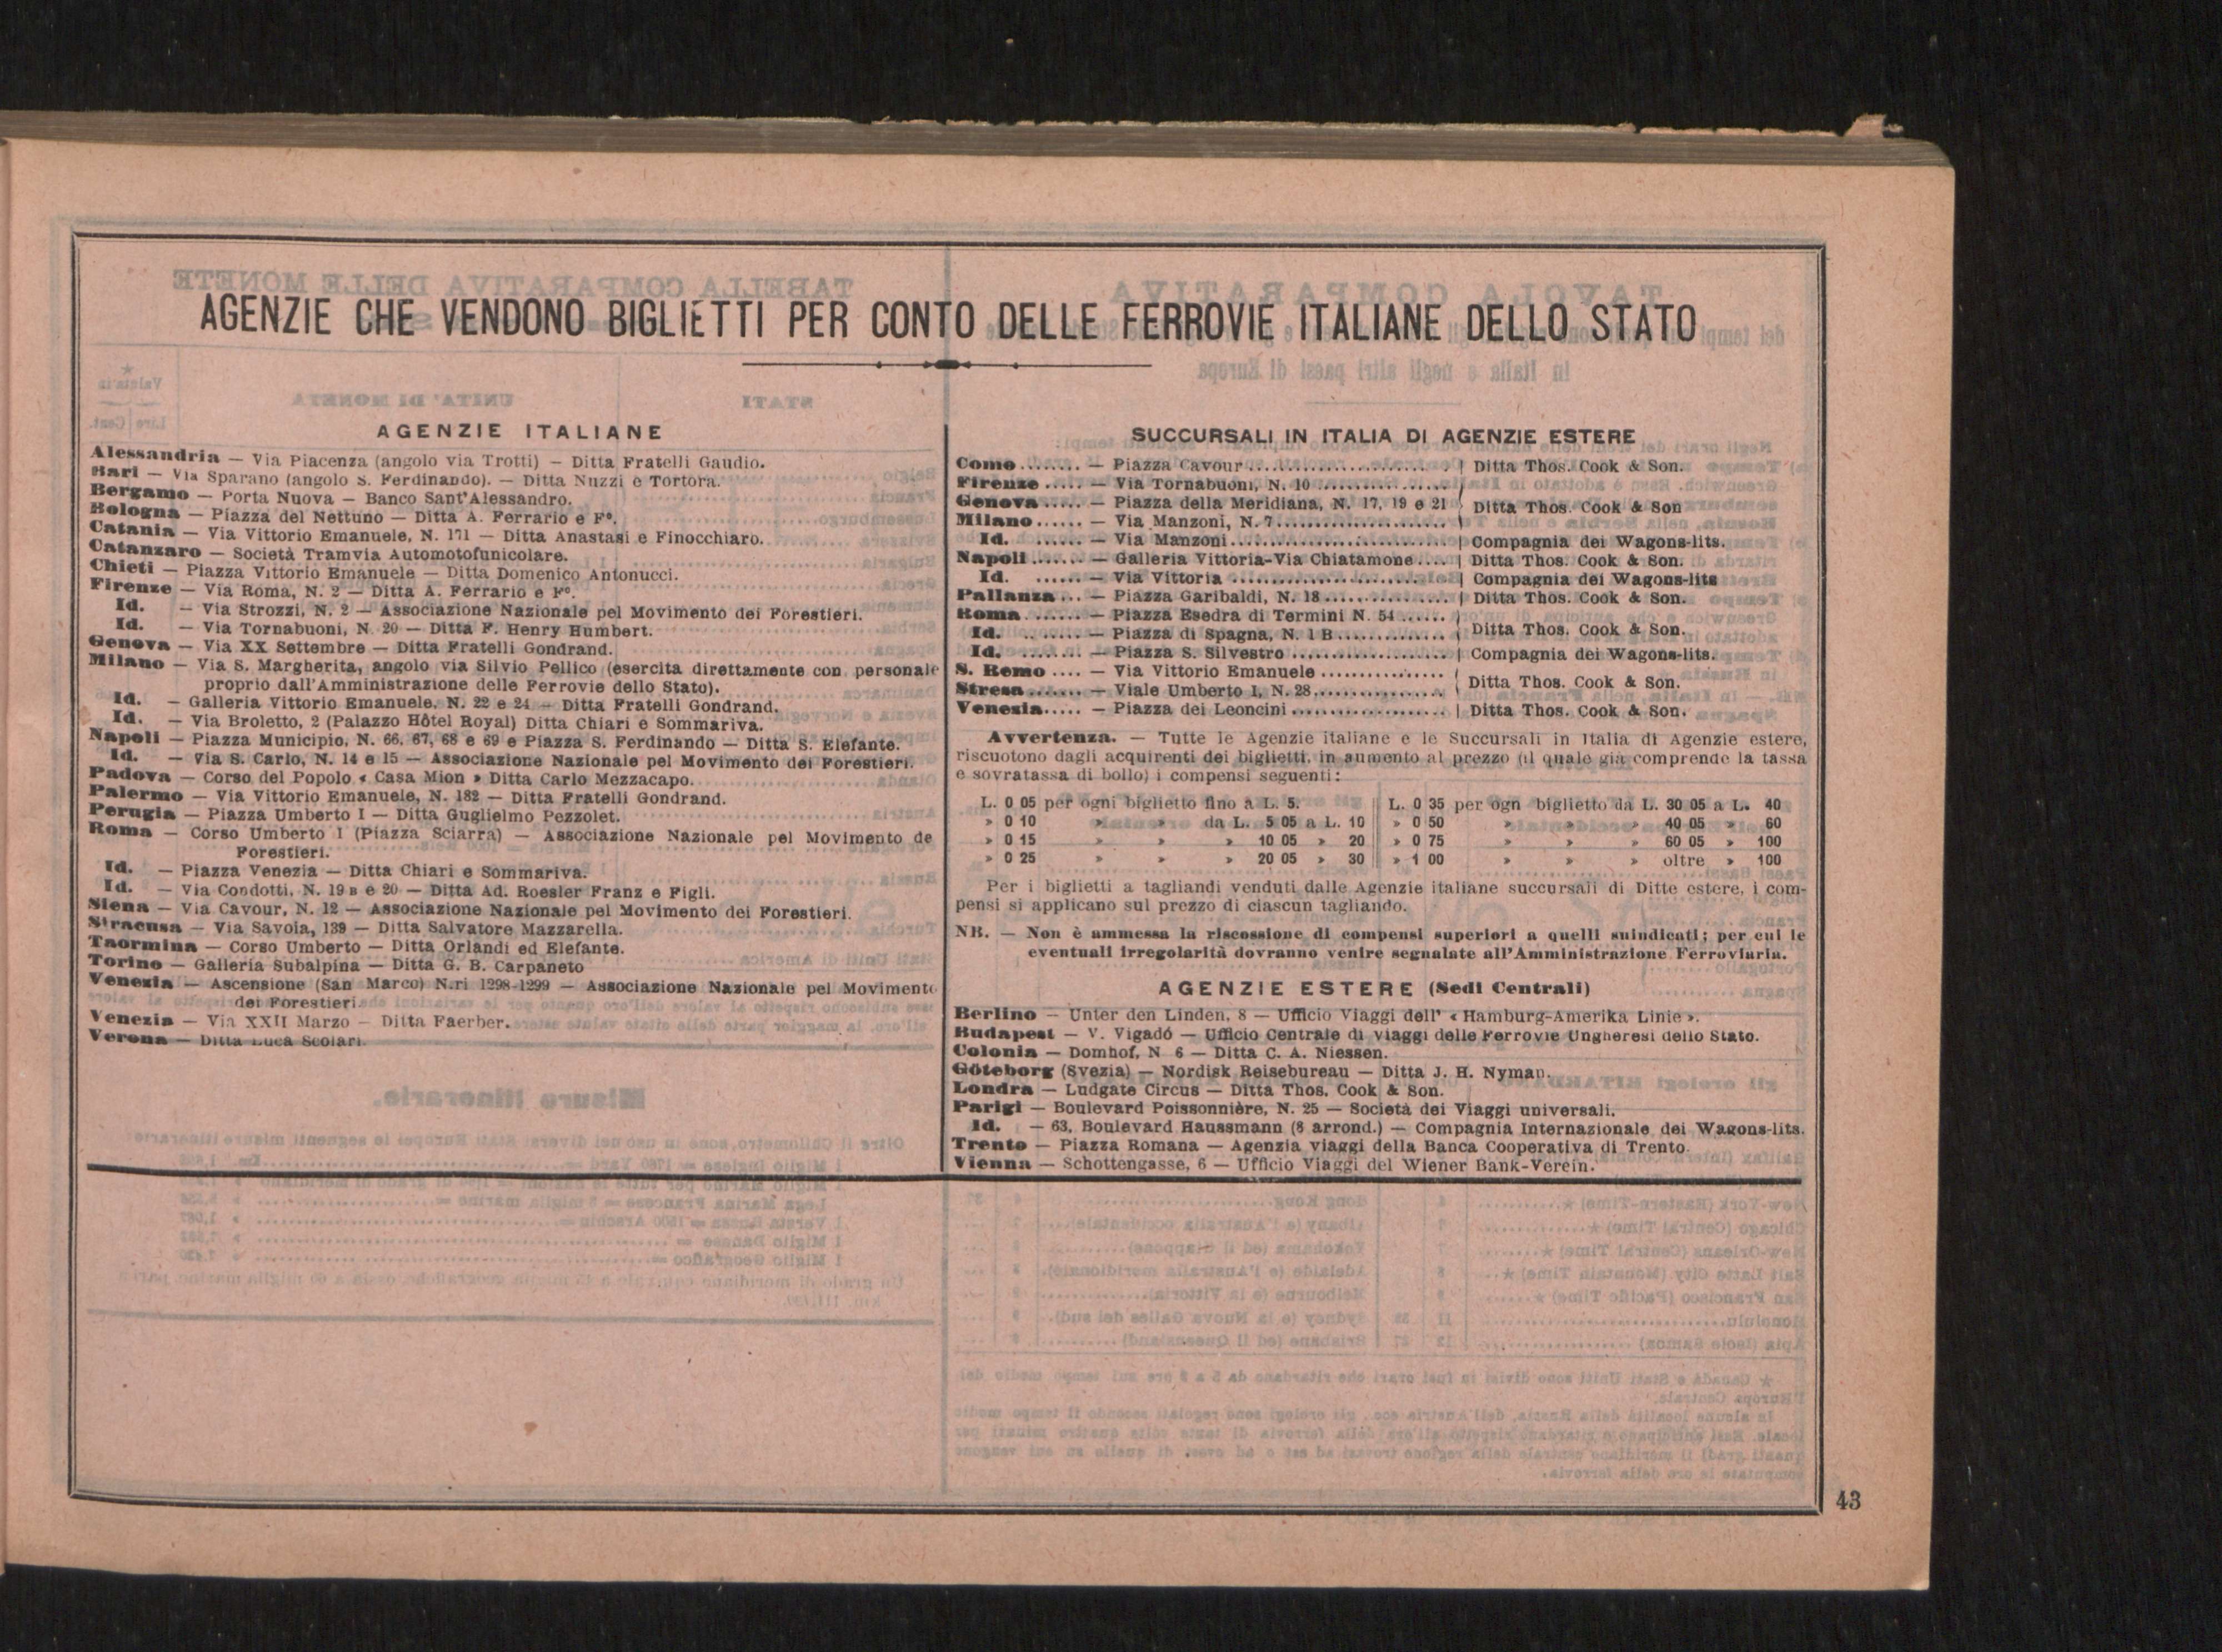 AGENZIE CHE VENDONO BIGLIETTI PER CONTO DELLE FERROVIE ITALIANE DELLO STATO
AGENZIE ITALIANE
Alessandria — Via Piacenza (angolo via Trotti) — Ditta Fratelli Gaudio.
Bari — Via Sparano (angolo S. Ferdinando). — Ditta Nuzzi e Tortora.
Bergamo — Porta Nuova — Banco Sant'Alessandro.
Bologna — Piazza del Nettuno — Ditta A. Ferrario e Fº.
Catania — Via Vittorio Emanuele, N. 171 — Ditta Anastasi e Finocchiaro.
Catanzaro — Società Tramvia Automotofunicolare.
Chieti — Piazza Vittorio Emanuele — Ditta Domenico Antonucci.
Firenze — Via Roma, N. 2 — Ditta A. Ferrario e Fº.
Id. — Via Strozzi, N. 2 — Associazione Nazionale pel Movimento dei Forestieri.
Id. — Via Tornabuoni, N. 20 — Ditta F. Henry Humbert.
Genova — Via XX Settembre — Ditta Fratelli Gondrand.
Milano — Via S. Margherita, angolo via Silvio Pellico (esercita direttamente con personale
proprio dall'Amministrazione delle Ferrovie dello Stato).
Id. — Galleria Vittorio Emanuele, N. 22 e 24 — Ditta Fratelli Gondrand.
Id. — Via Broletto, 2 (Palazzo Hôtel Royal) Ditta Chiari e Sommariva.
Napoli — Piazza Municipio, N. 66, 67, 68 e 69 e Piazza S. Ferdinando — Ditta S. Elefante.
Id. — Via S. Carlo, N. 14 e 15 — Associazione Nazionale pel Movimento dei Forestieri.
Padova — Corso del Popolo « Casa Mion » Ditta Carlo Mezzacapo.
Palermo — Via Vittorio Emanuele, N. 182 — Ditta Fratelli Gondrand.
Perugia — Piazza Umberto I — Ditta Guglielmo Pezzolet.
Roma — Corso Umberto I (Piazza Sciarra) — Associazione Nazionale pel Movimento de
Forestieri.
Id. — Piazza Venezia — Ditta Chiari e Sommariva.
Id. — Via Condotti, N. 19 B e 20 — Ditta Ad. Roesler Franz e Figli.
Siena — Via Cavour, N. 12 — Associazione Nazionale pel Movimento dei Forestieri.
Siracusa — Via Savoia, 139 — Ditta Salvatore Mazzarella.
Taormina — Corso Umberto — Ditta Orlandi ed Elefante.
Torino — Galleria Subalpina — Ditta G. B. Carpaneto
Venezia — Ascensione (San Marco) N.ri 1298-1299 — Associazione Nazionale pel Movimento
dei Forestieri.
Venezia — Via XXII Marzo — Ditta Faerber.
Verona — Ditta Luca Scolari.
SUCCURSALI IN ITALIA DI AGENZIE ESTERE
Como ........ — Piazza Cavour ........................ | Ditta Thos. Cook & Son.
Firenze ..... — Via Tornabuoni, N. 10 ................
Genova ..... — Piazza della Meridiana, N. 17, 19 e 21 Ditta Thos. Cook & Son
Milano ...... — Via Manzoni, N. 7 ......................
Id. ...... — Via Manzoni ........................... | Compagnia dei Wagons-lits.
Napoli ....... — Galleria Vittoria-Via Chiatamone .... | Ditta Thos. Cook & Son.
Id. ...... — Via Vittoria ........................ | Compagnia dei Wagons-lits
Pallanza ... — Piazza Garibaldi, N. 18 ................ | Ditta Thos. Cook & Son.
Roma ....... — Piazza Esedra di Termini N. 54 ......
Id. ........ — Piazza di Spagna, N. 1 B .............. Ditta Thos. Cook & Son.
Id. ........ — Piazza S. Silvestro .................... | Compagnia dei Wagons-lits.
S. Remo .... — Via Vittorio Emanuele ................
Stresa ....... — Viale Umberto I, N. 28 ................. Ditta Thos. Cook & Son.
Venezia ..... — Piazza dei Leoncini .................... | Ditta Thos. Cook & Son.
Avvertenza. — Tutte le Agenzie italiane e le Succursali in Italia di Agenzie estere,
riscuotono dagli acquirenti dei biglietti, in aumento al prezzo (il quale già comprende la tassa
e sovratassa di bollo) i compensi seguenti:
L. 0 05 per ogni biglietto fino a L. 5. L. 0 35 per ogn biglietto da L. 30 05 a L. 40
» 0 10 » » da L. 5 05 a L. 10 » 0 50 » » » 40 05 » 60
» 0 15 » » » 10 05 » 20 » 0 75 » » » 60 05 » 100
» 0 25 » » » 20 05 » 30 » 1 00 » » » oltre » 100
Per i biglietti a tagliandi venduti dalle Agenzie italiane succursali di Ditte estere, i com-
pensi si applicano sul prezzo di ciascun tagliando.
NB. — Non è ammessa la riscossione di compensi superiori a quelli suindicati; per cui le
eventuali irregolarità dovranno venire segnalate all'Amministrazione Ferroviaria.
AGENZIE ESTERE (Sedi Centrali)
Berlino — Unter den Linden, 8 — Ufficio Viaggi dell' « Hamburg-Amerika Linie ».
Budapest — V. Vigadó — Ufficio Centrale di viaggi delle Ferrovie Ungheresi dello Stato.
Colonia — Domhof, N 6 — Ditta C. A. Niessen.
Göteborg (Svezia) — Nordisk Reisebureau — Ditta J. H. Nyman.
Londra — Ludgate Circus — Ditta Thos. Cook & Son.
Parigi — Boulevard Poissonnière, N. 25 — Società dei Viaggi universali.
Id. — 63, Boulevard Haussmann (8 arrond.) — Compagnia Internazionale dei Wagons-lits.
Trento — Piazza Romana — Agenzia viaggi della Banca Cooperativa di Trento.
Vienna — Schottengasse, 6 — Ufficio Viaggi del Wiener Bank-Verein.
43